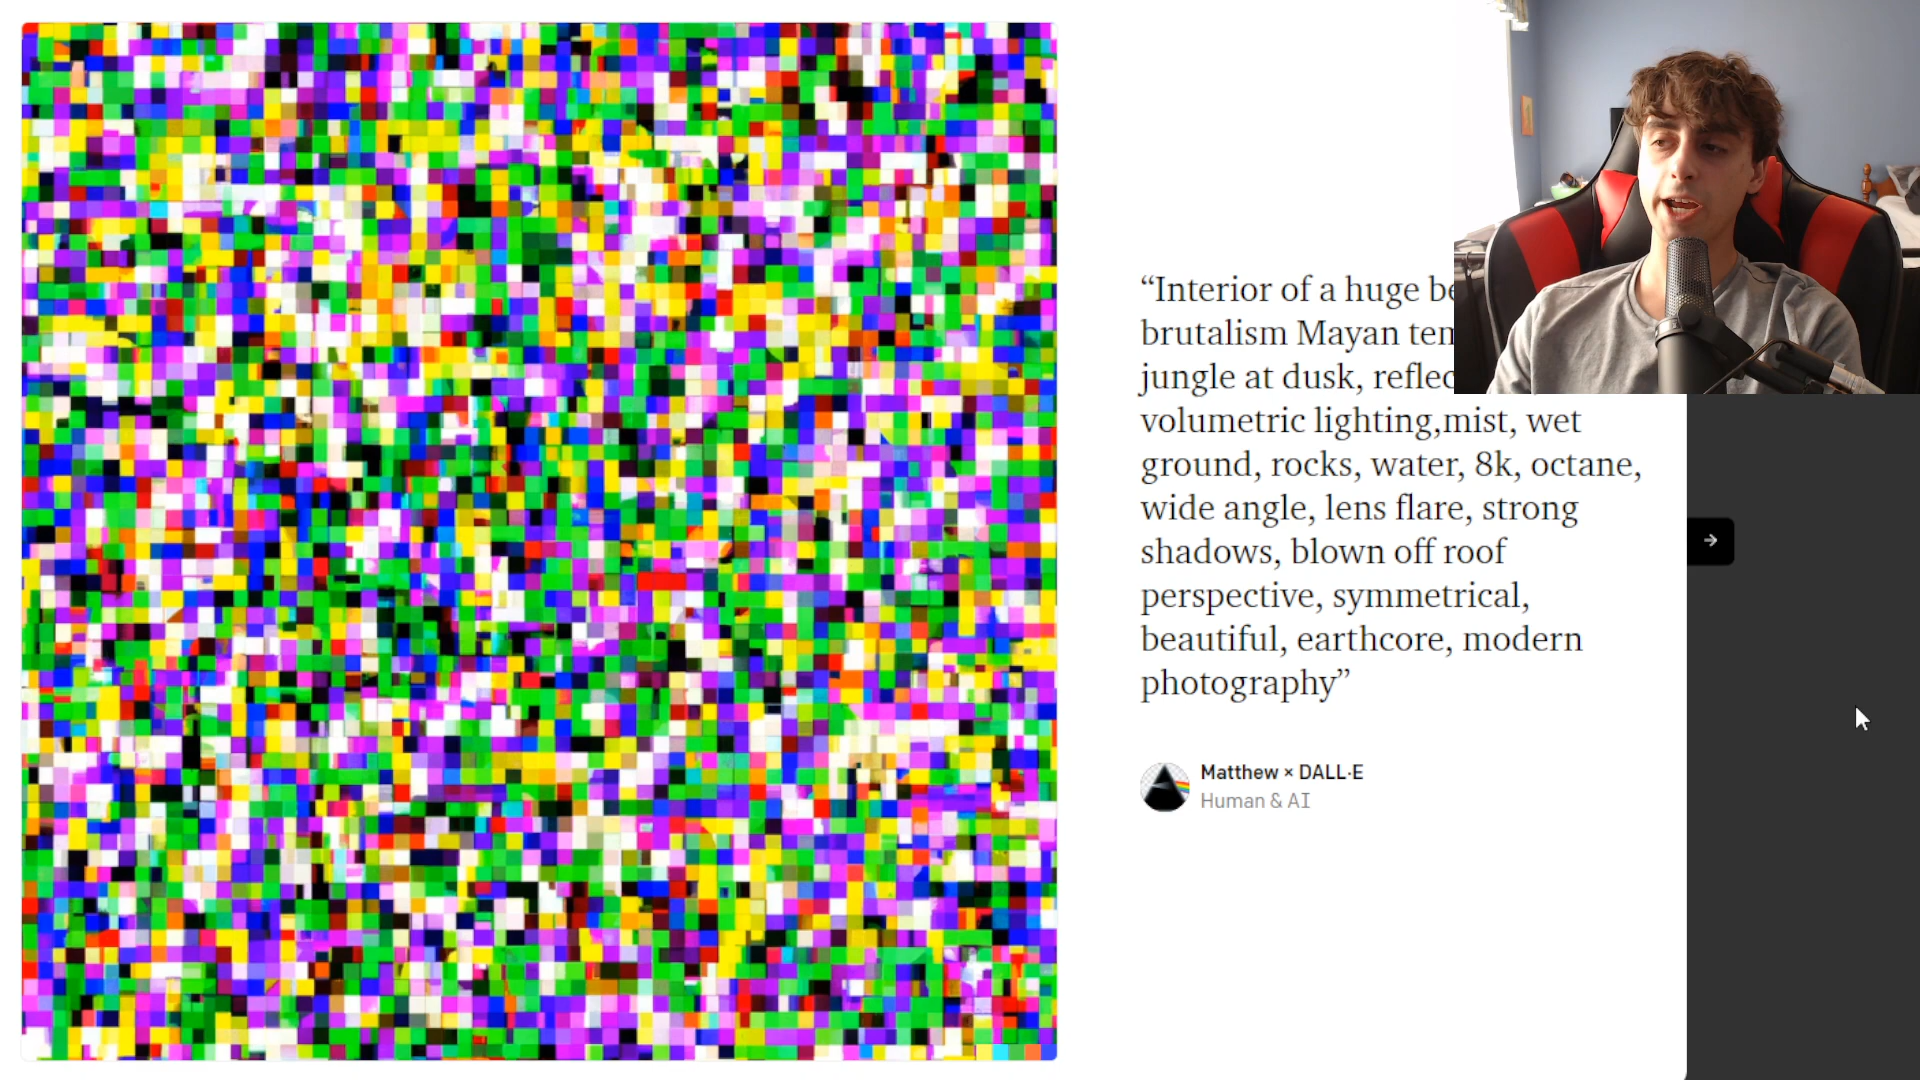 “Interior of a huge be
brutalism Mayan tem
jungle at dusk, reflec
volumetric lighting,mist, wet
ground, rocks, water, 8k, octane,
wide angle, lens flare, strong
shadows, blown off roof
perspective, symmetrical,
beautiful, earthcore, modern
photography”
Matthew × DALL·E
Human & AI